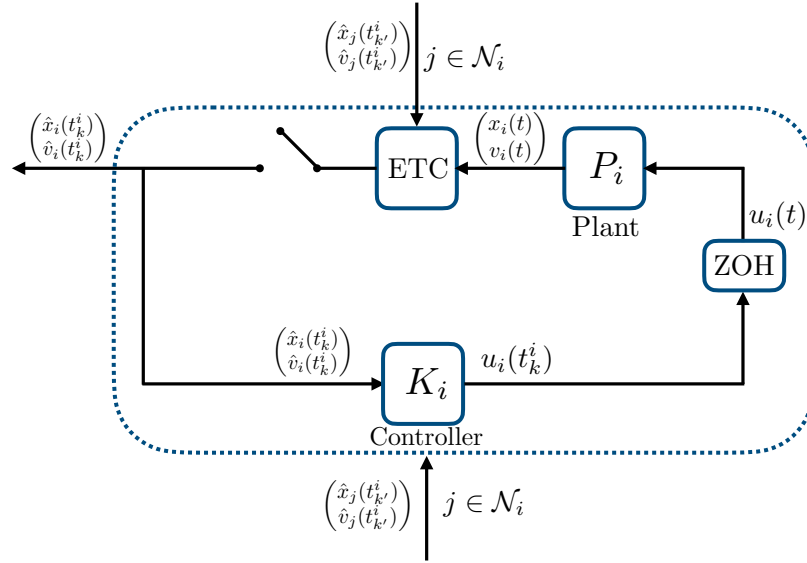 (x̂_j(t^i_{k'})
v̂_j(t^i_{k'})) j ∈ 𝒩_i
(x̂_i(t^i_k)
v̂_i(t^i_k))
(x_i(t)
v_i(t))
ETC
P_i
Plant
u_i(t)
ZOH
(x̂_i(t^i_k)
v̂_i(t^i_k))
K_i
u_i(t^i_k)
Controller
(x̂_j(t^i_{k'})
v̂_j(t^i_{k'})) j ∈ 𝒩_i